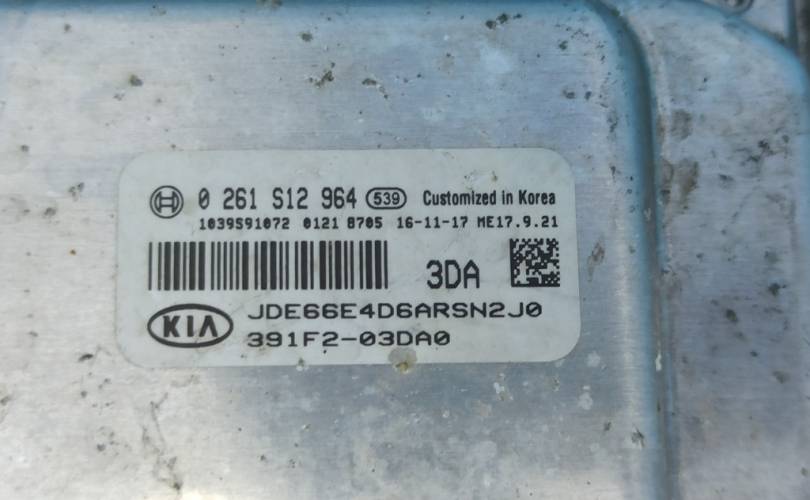 0 261 S12 964 539 Customized in Korea
1039S91072 0121 8705 16-11-17 ME17.9.21
3DA
KIA JDE66E4D6ARSN2J0
391F2-03DA0